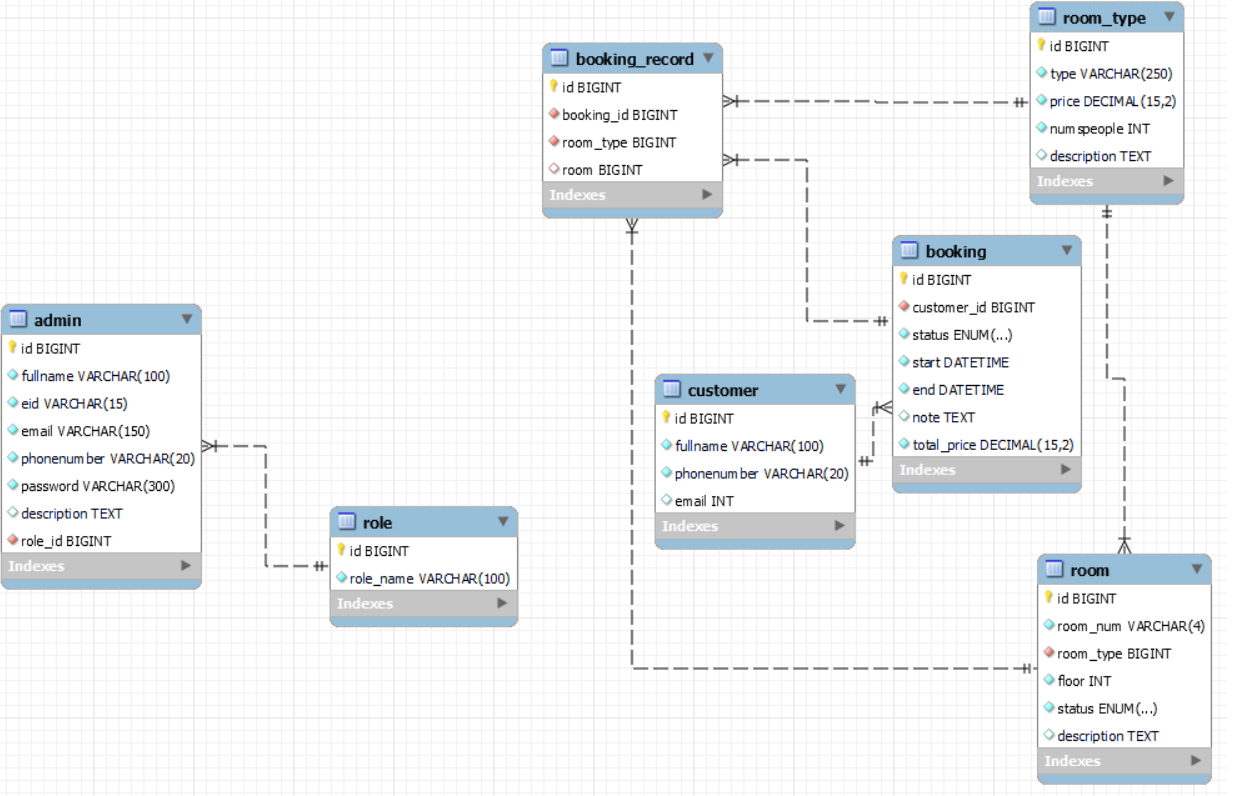 room_type
id BIGINT
type VARCHAR(250)
price DECIMAL(15,2)
numspeople INT
description TEXT
Indexes
booking_record
id BIGINT
booking_id BIGINT
room_type BIGINT
room BIGINT
Indexes
booking
id BIGINT
customer_id BIGINT
status ENUM(...)
start DATETIME
end DATETIME
note TEXT
total_price DECIMAL(15,2)
Indexes
admin
id BIGINT
fullname VARCHAR(100)
eid VARCHAR(15)
email VARCHAR(150)
phonenumber VARCHAR(20)
password VARCHAR(300)
description TEXT
role_id BIGINT
Indexes
customer
id BIGINT
fullname VARCHAR(100)
phonenumber VARCHAR(20)
email INT
Indexes
role
id BIGINT
role_name VARCHAR(100)
Indexes
room
id BIGINT
room_num VARCHAR(4)
room_type BIGINT
floor INT
status ENUM(...)
description TEXT
Indexes